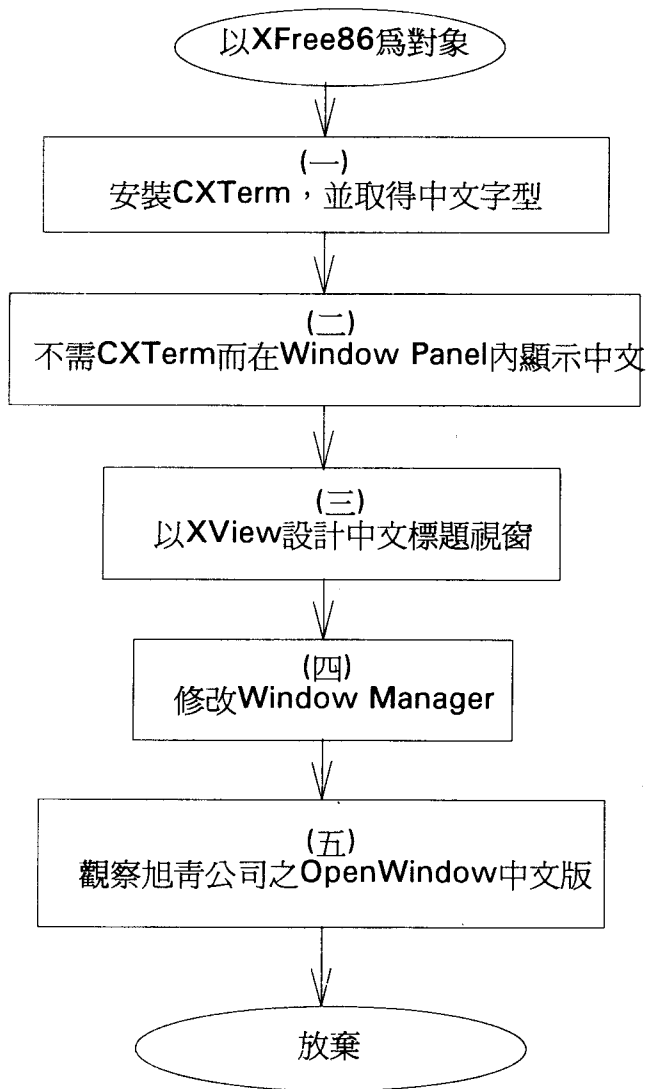 以XFree86爲對象
(一)
安裝CXTerm，並取得中文字型
(二)
不需CXTerm而在Window Panel內顯示中文
(三)
以XView設計中文標題視窗
(四)
修改Window Manager
(五)
觀察旭青公司之OpenWindow中文版
放棄